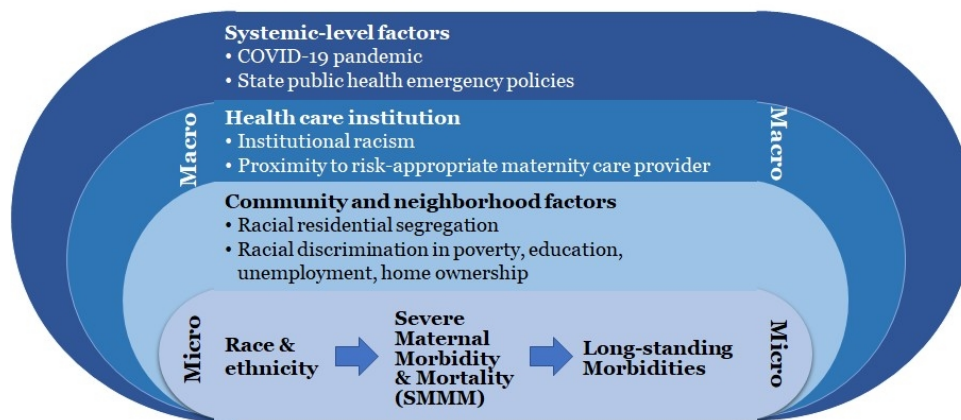 Systemic-level factors
• COVID-19 pandemic
• State public health emergency policies
Macro
Macro
Health care institution
• Institutional racism
• Proximity to risk-appropriate maternity care provider
Community and neighborhood factors
• Racial residential segregation
• Racial discrimination in poverty, education,
unemployment, home ownership
Micro
Race &
ethnicity
Severe
Maternal
Morbidity
& Mortality
(SMMM)
Long-standing
Morbidities
Micro